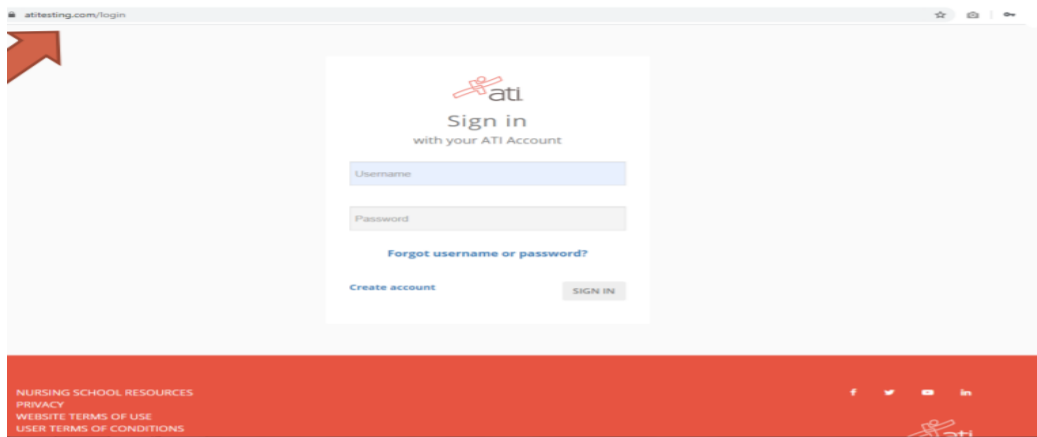 atitesting.com/login
ati
Sign in
with your ATI Account
Username
Password
Forgot username or password?
Create account
SIGN IN
NURSING SCHOOL RESOURCES
PRIVACY
WEBSITE TERMS OF USE
USER TERMS OF CONDITIONS
f
in
ati